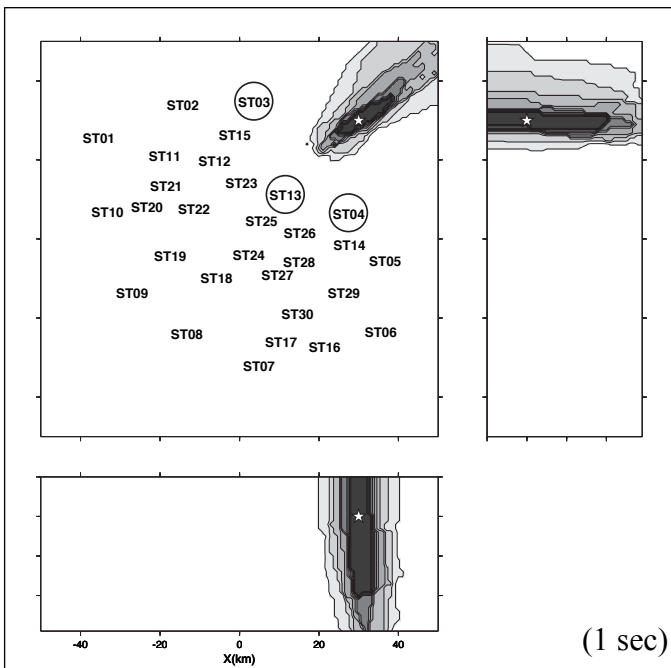 ST02 ST03
ST01 ST15
ST11 ST12
ST21 ST23
ST13
ST10 ST20 ST22 ST04
ST25
ST26
ST14
ST19 ST24 ST28 ST05
ST18 ST27
ST09 ST29
ST30
ST08 ST06
ST17 ST16
ST07
-40 -20 0 20 40
X(km)
(1 sec)